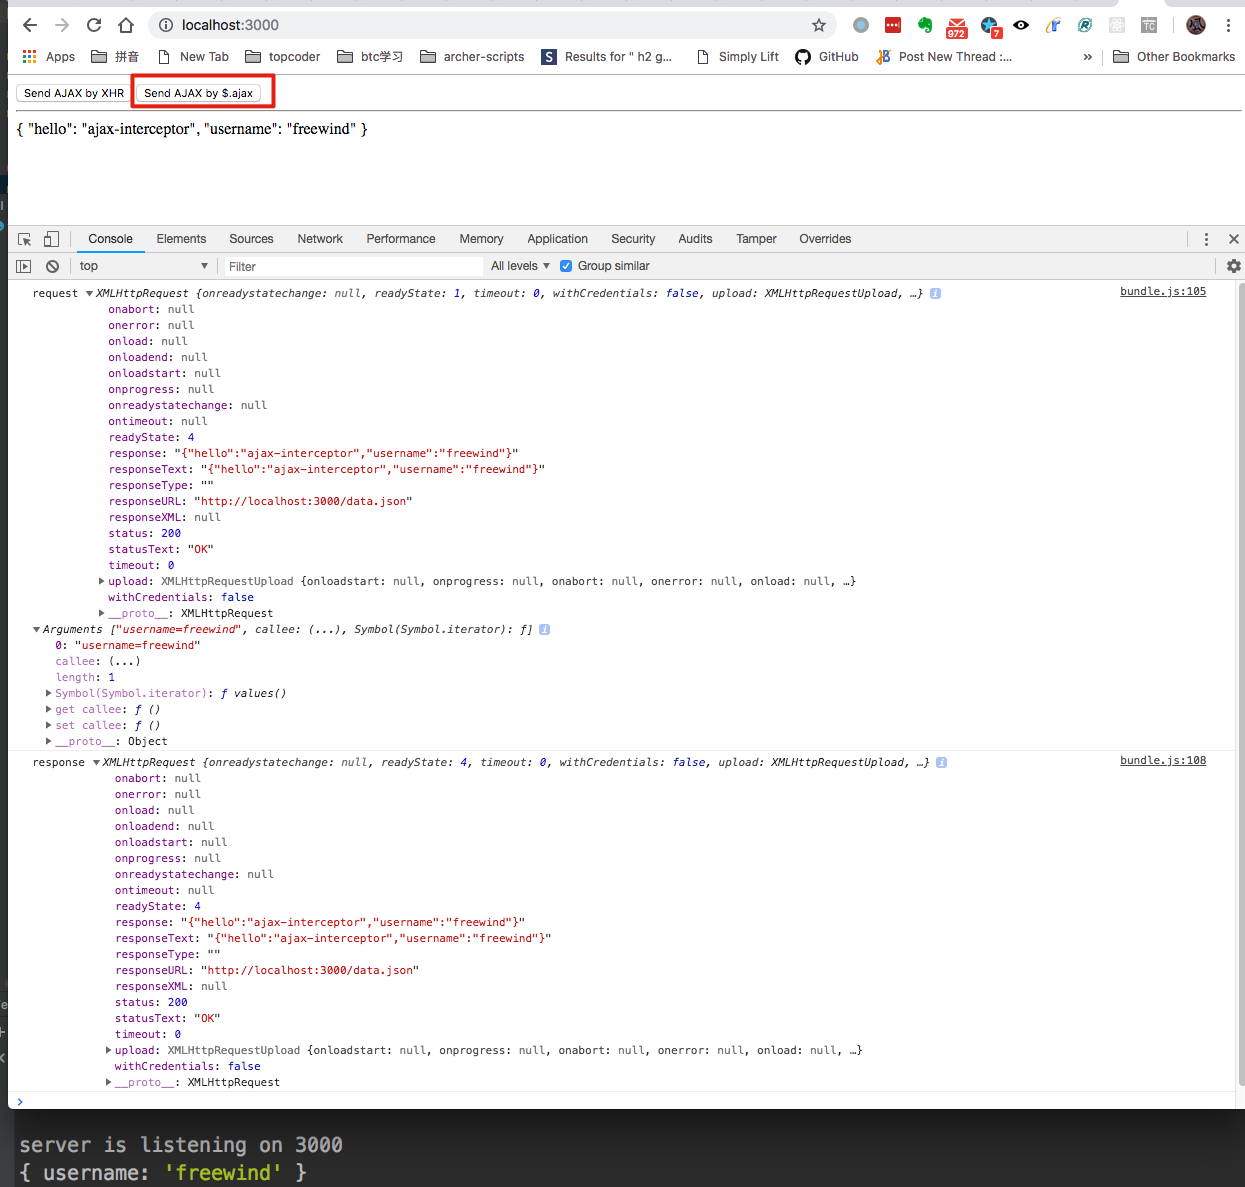 localhost:3000
972
7
TC
Apps 拼音 New Tab topcoder btc学习 archer-scripts S Results for " h2 g... Simply Lift GitHub Post New Thread :... » Other Bookmarks
Send AJAX by XHR Send AJAX by $.ajax
{ "hello": "ajax-interceptor", "username": "freewind" }
Console Elements Sources Network Performance Memory Application Security Audits Tamper Overrides
top Filter All levels Group similar
request XMLHttpRequest {onreadystatechange: null, readyState: 1, timeout: 0, withCredentials: false, upload: XMLHttpRequestUpload, …} i bundle.js:105
onabort: null
onerror: null
onload: null
onloadend: null
onloadstart: null
onprogress: null
onreadystatechange: null
ontimeout: null
readyState: 4
response: "{"hello":"ajax-interceptor","username":"freewind"}"
responseText: "{"hello":"ajax-interceptor","username":"freewind"}"
responseType: ""
responseURL: "http://localhost:3000/data.json"
responseXML: null
status: 200
statusText: "OK"
timeout: 0
upload: XMLHttpRequestUpload {onloadstart: null, onprogress: null, onabort: null, onerror: null, onload: null, …}
withCredentials: false
__proto__: XMLHttpRequest
Arguments ["username=freewind", callee: (...), Symbol(Symbol.iterator): ƒ] i
0: "username=freewind"
callee: (...)
length: 1
Symbol(Symbol.iterator): ƒ values()
get callee: ƒ ()
set callee: ƒ ()
__proto__: Object
response XMLHttpRequest {onreadystatechange: null, readyState: 4, timeout: 0, withCredentials: false, upload: XMLHttpRequestUpload, …} i bundle.js:108
onabort: null
onerror: null
onload: null
onloadend: null
onloadstart: null
onprogress: null
onreadystatechange: null
ontimeout: null
readyState: 4
response: "{"hello":"ajax-interceptor","username":"freewind"}"
responseText: "{"hello":"ajax-interceptor","username":"freewind"}"
responseType: ""
responseURL: "http://localhost:3000/data.json"
responseXML: null
status: 200
statusText: "OK"
timeout: 0
upload: XMLHttpRequestUpload {onloadstart: null, onprogress: null, onabort: null, onerror: null, onload: null, …}
withCredentials: false
__proto__: XMLHttpRequest
server is listening on 3000
{ username: 'freewind' }